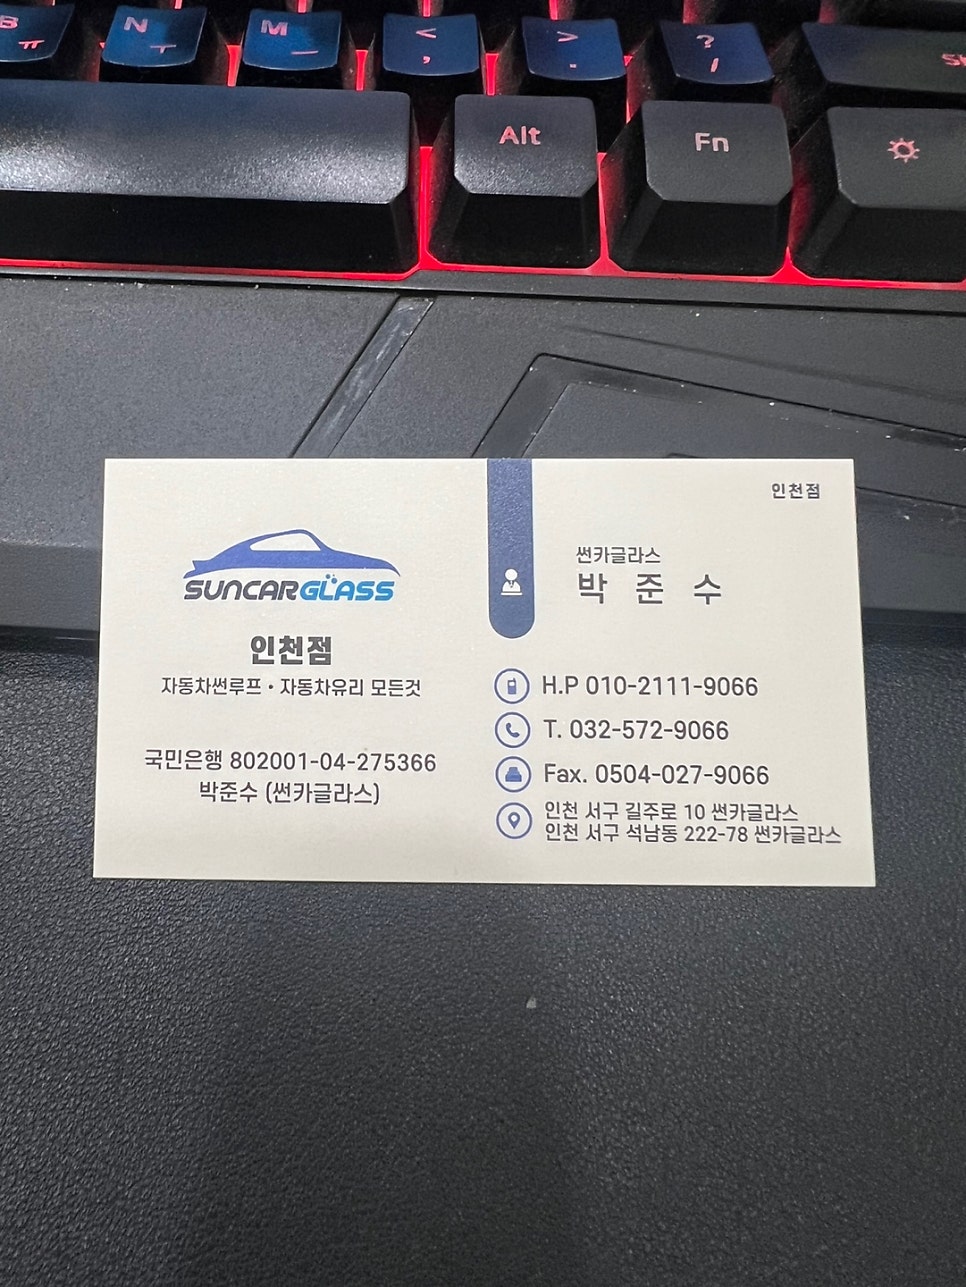 B ㅠ
N ㅜ
M ㅡ
< ,
> .
? /
Alt
Fn
SUNCARGLASS
인천점
자동차썬루프 • 자동차유리 모든것
국민은행 802001-04-275366
박준수 (썬카글라스)
인천점
썬카글라스
박 준 수
H.P 010-2111-9066
T. 032-572-9066
Fax. 0504-027-9066
인천 서구 길주로 10 썬카글라스
인천 서구 석남동 222-78 썬카글라스